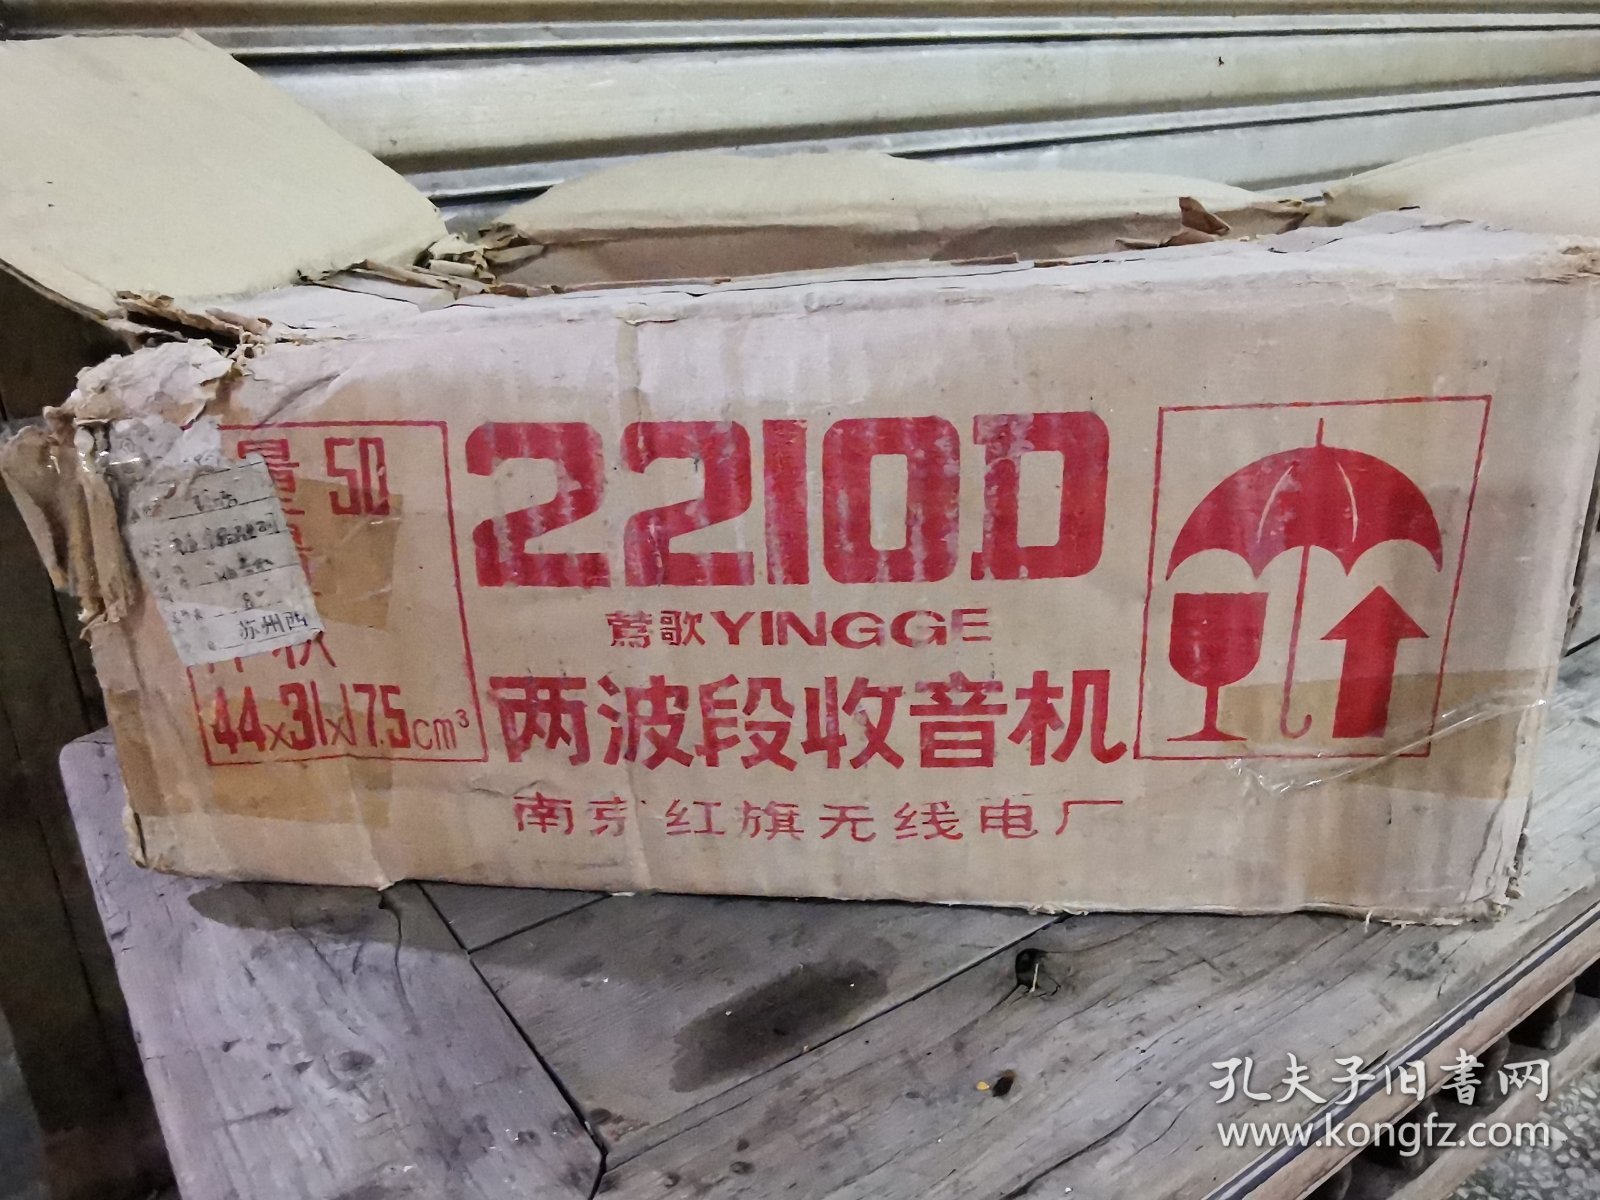 量 50
苏州西
体积
44x31x17.5cm³
2210D
莺歌YINGGE
两波段收音机
南京红旗无线电厂
孔夫子旧书网
www.kongfz.com